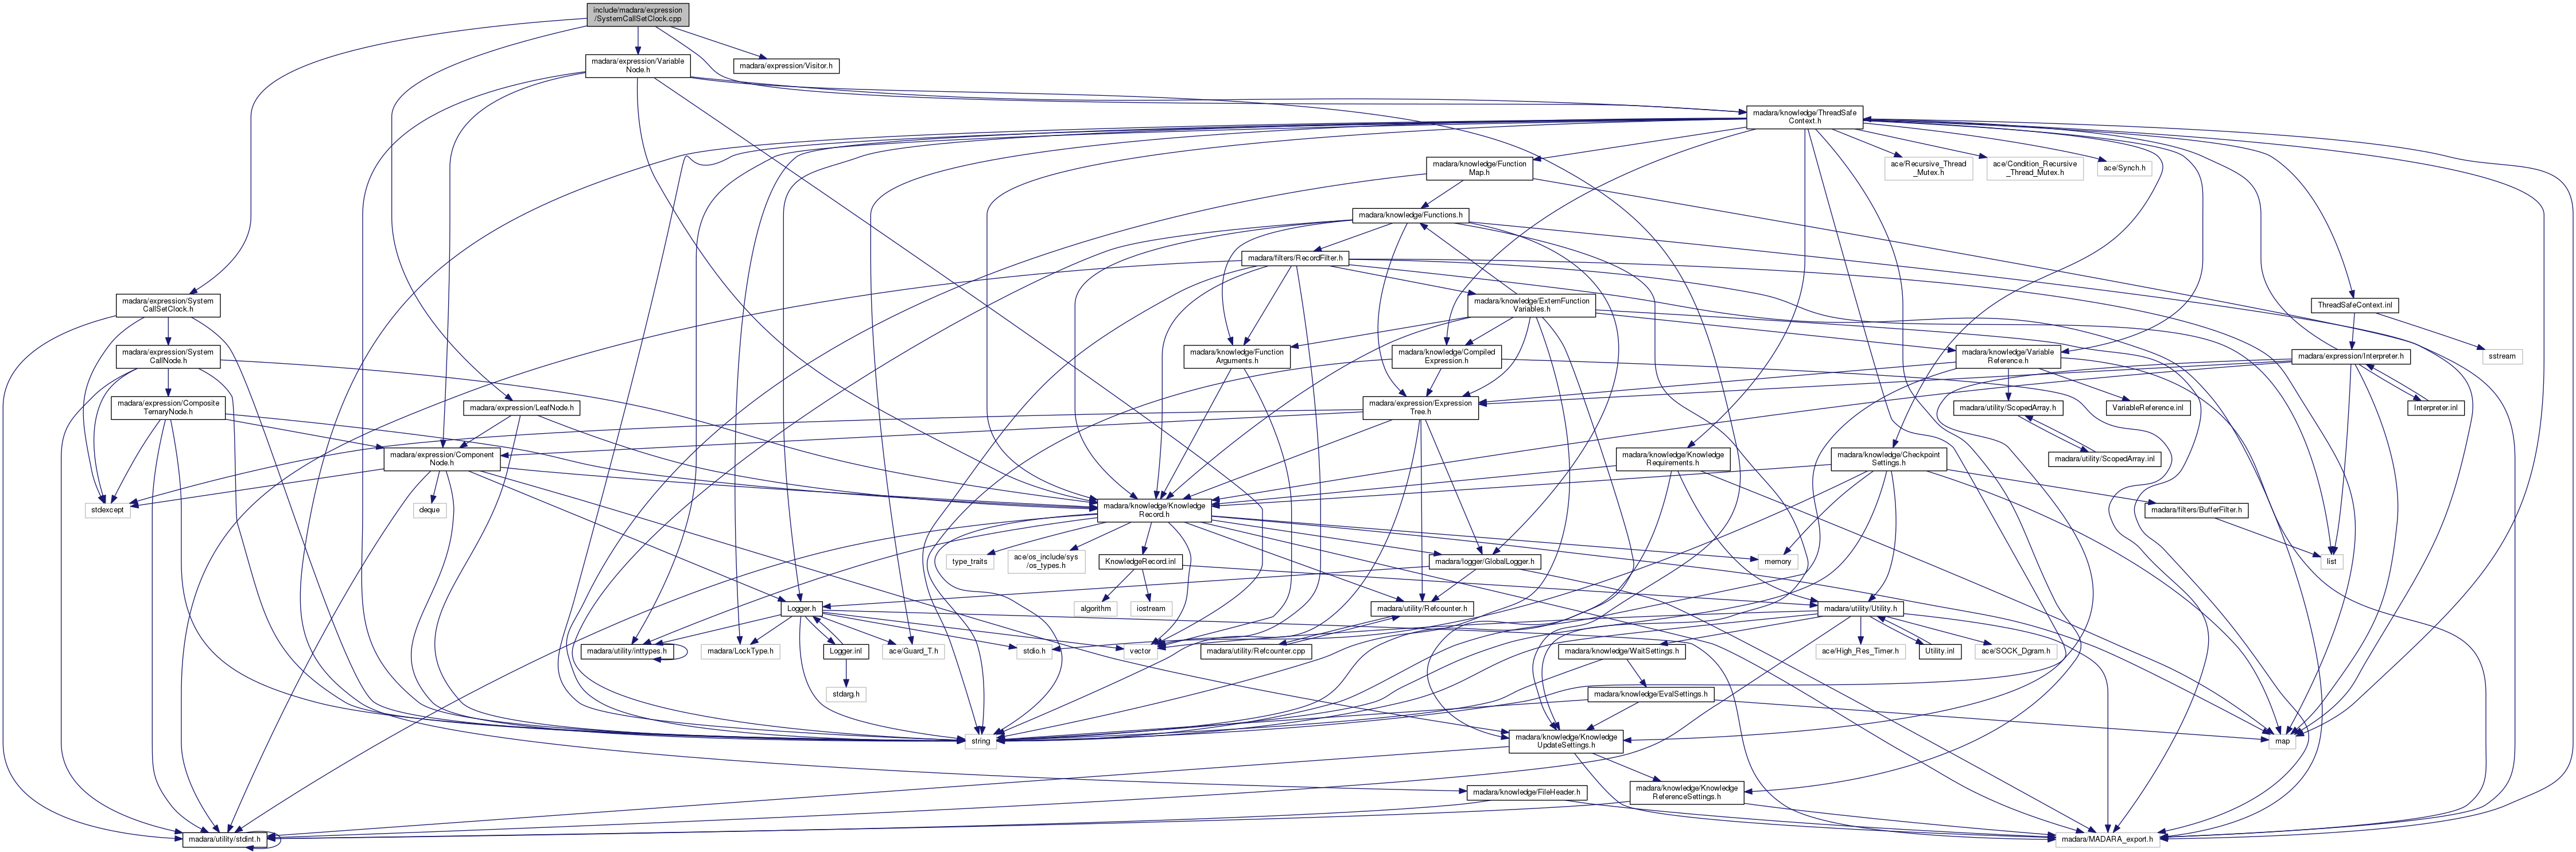 include/madara/expression
/SystemCallSetClock.cpp
madara/expression/Variable
Node.h
madara/expression/Visitor.h
madara/knowledge/ThreadSafe
Context.h
madara/knowledge/Function
Map.h
ace/Recursive_Thread
_Mutex.h
ace/Condition_Recursive
_Thread_Mutex.h
ace/Synch.h
madara/knowledge/Functions.h
madara/filters/RecordFilter.h
madara/expression/System
CallSetClock.h
madara/knowledge/ExternFunction
Variables.h
ThreadSafeContext.inl
madara/expression/System
CallNode.h
madara/knowledge/Function
Arguments.h
madara/knowledge/Compiled
Expression.h
madara/knowledge/Variable
Reference.h
madara/expression/Interpreter.h
sstream
madara/expression/Composite
TernaryNode.h
madara/expression/LeafNode.h
madara/expression/Expression
Tree.h
madara/utility/ScopedArray.h
VariableReference.inl
Interpreter.inl
madara/expression/Component
Node.h
madara/knowledge/Knowledge
Requirements.h
madara/knowledge/Checkpoint
Settings.h
madara/utility/ScopedArray.inl
stdexcept
deque
madara/knowledge/Knowledge
Record.h
madara/filters/BufferFilter.h
type_traits
ace/os_include/sys
/os_types.h
KnowledgeRecord.inl
madara/logger/GlobalLogger.h
memory
list
Logger.h
algorithm
iostream
madara/utility/Refcounter.h
madara/utility/Utility.h
madara/utility/inttypes.h
madara/LockType.h
Logger.inl
ace/Guard_T.h
stdio.h
vector
madara/utility/Refcounter.cpp
madara/knowledge/WaitSettings.h
ace/High_Res_Timer.h
Utility.inl
ace/SOCK_Dgram.h
stdarg.h
madara/knowledge/EvalSettings.h
string
madara/knowledge/Knowledge
UpdateSettings.h
map
madara/knowledge/FileHeader.h
madara/knowledge/Knowledge
ReferenceSettings.h
madara/utility/stdint.h
madara/MADARA_export.h